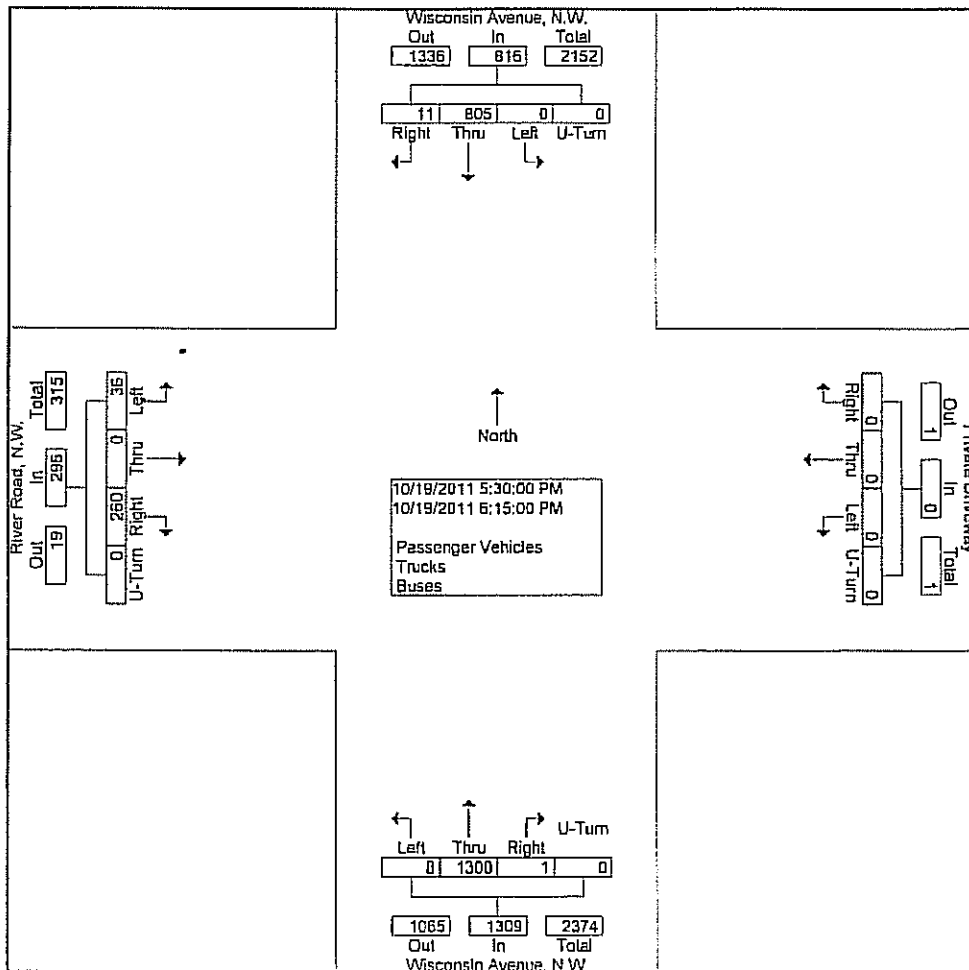 Wisconsin Avenue, N.W.
Out In Total
1336 816 2152
11 805 0 0
Right Thru Left U-Turn
River Road, N.W.
Total In Out
315 296 19
36 0 260 0
Left Thru Right U-Turn
North
10/19/2011 5:30:00 PM
10/19/2011 6:15:00 PM
Passenger Vehicles
Trucks
Buses
Right Thru Left U-Turn
0 0 0 0
Out In Total
1 0 1
Private Driveway
Left Thru Right U-Turn
8 1300 1 0
1065 1309 2374
Out In Total
Wisconsin Avenue, N.W.